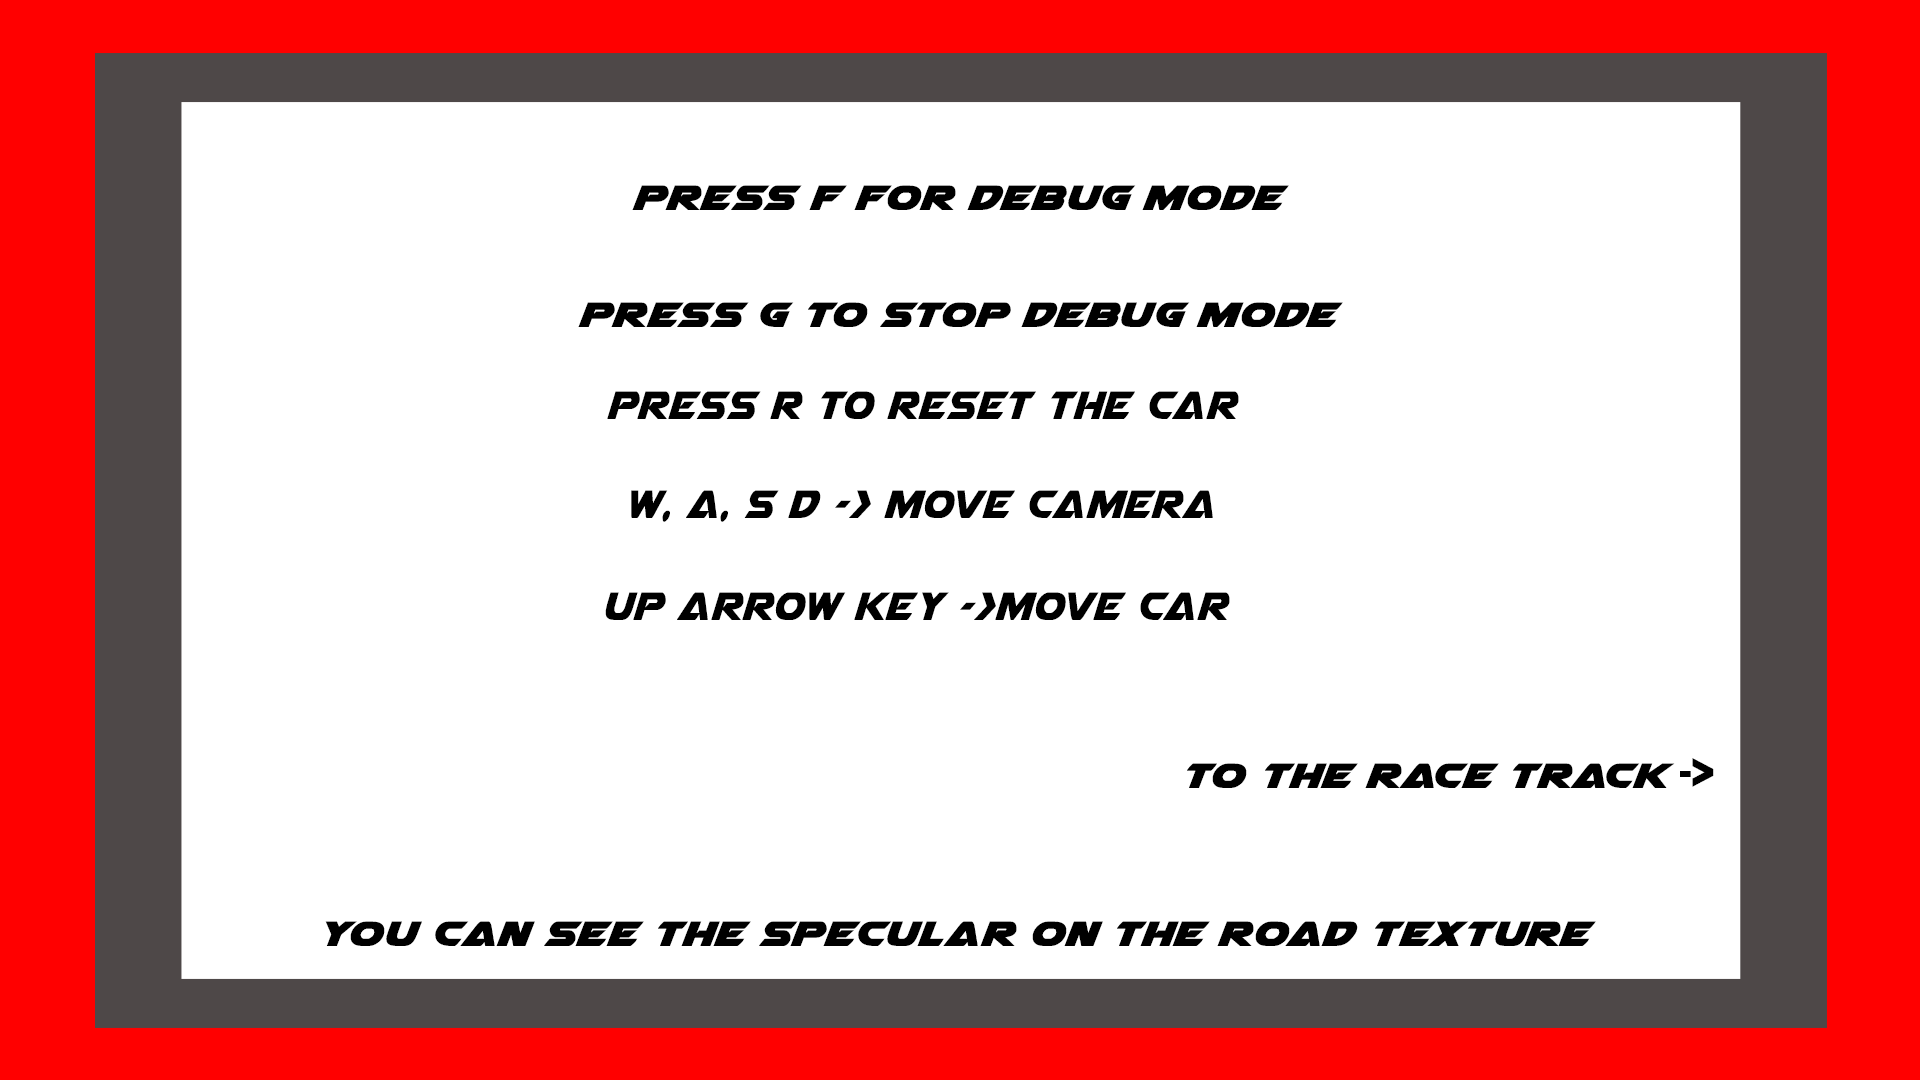 PRESS F FOR DEBUG MODE
PRESS G TO STOP DEBUG MODE
PRESS R TO RESET THE CAR
W, A, S D -> MOVE CAMERA
UP ARROW KEY ->MOVE CAR
TO THE RACE TRACK ->
YOU CAN SEE THE SPECULAR ON THE ROAD TEXTURE